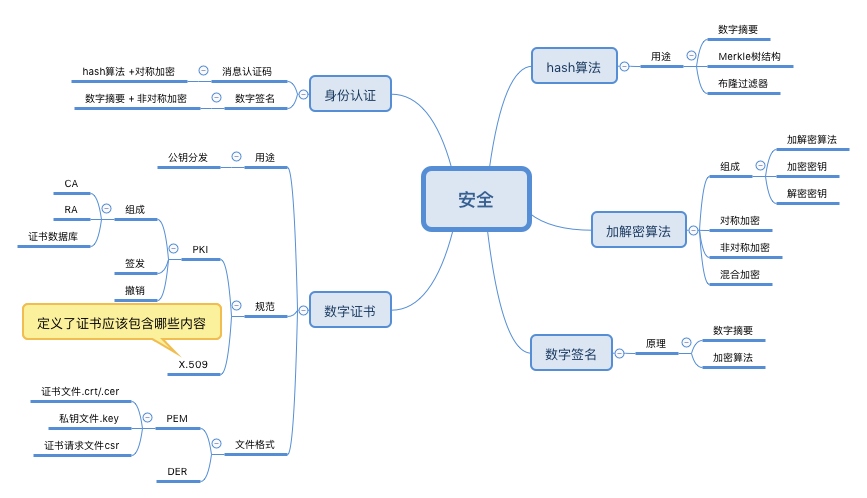 安全
hash算法
用途
数字摘要
Merkle树结构
布隆过滤器
加解密算法
组成
加解密算法
加密密钥
解密密钥
对称加密
非对称加密
混合加密
数字签名
原理
数字摘要
加密算法
身份认证
消息认证码
hash算法 +对称加密
数字签名
数字摘要 + 非对称加密
数字证书
用途
公钥分发
规范
PKI
组成
CA
RA
证书数据库
签发
撤销
定义了证书应该包含哪些内容
X.509
文件格式
PEM
证书文件.crt/.cer
私钥文件.key
证书请求文件csr
DER